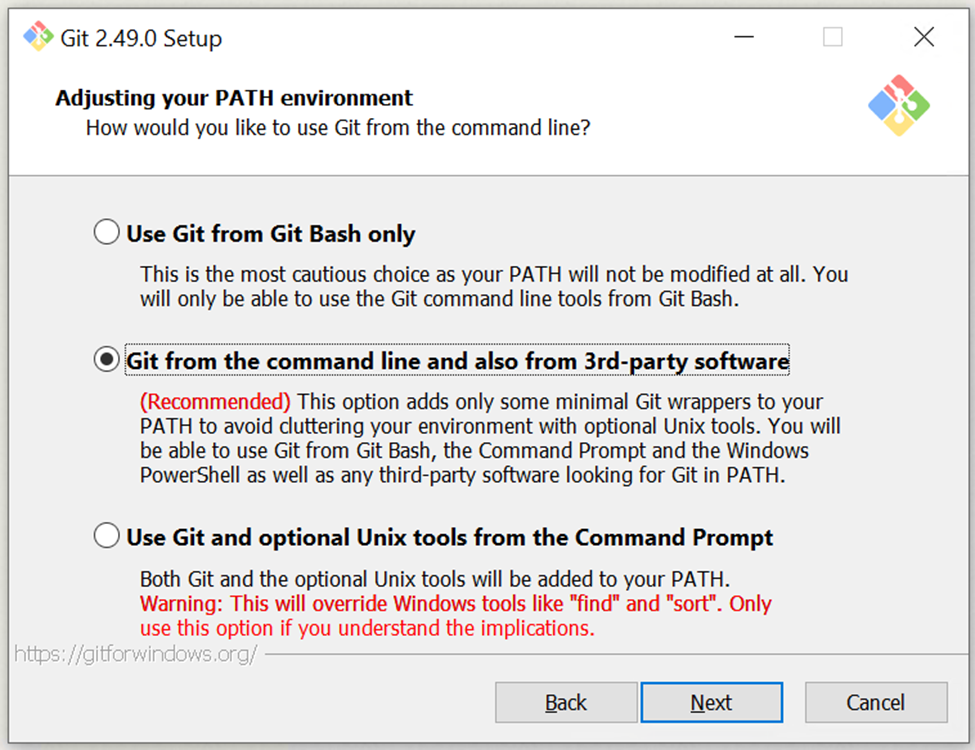 Git 2.49.0 Setup
Adjusting your PATH environment
How would you like to use Git from the command line?
Use Git from Git Bash only
This is the most cautious choice as your PATH will not be modified at all. You
will only be able to use the Git command line tools from Git Bash.
Git from the command line and also from 3rd-party software
(Recommended) This option adds only some minimal Git wrappers to your
PATH to avoid cluttering your environment with optional Unix tools. You will
be able to use Git from Git Bash, the Command Prompt and the Windows
PowerShell as well as any third-party software looking for Git in PATH.
Use Git and optional Unix tools from the Command Prompt
Both Git and the optional Unix tools will be added to your PATH.
Warning: This will override Windows tools like "find" and "sort". Only
use this option if you understand the implications.
https://gitforwindows.org/
Back Next Cancel